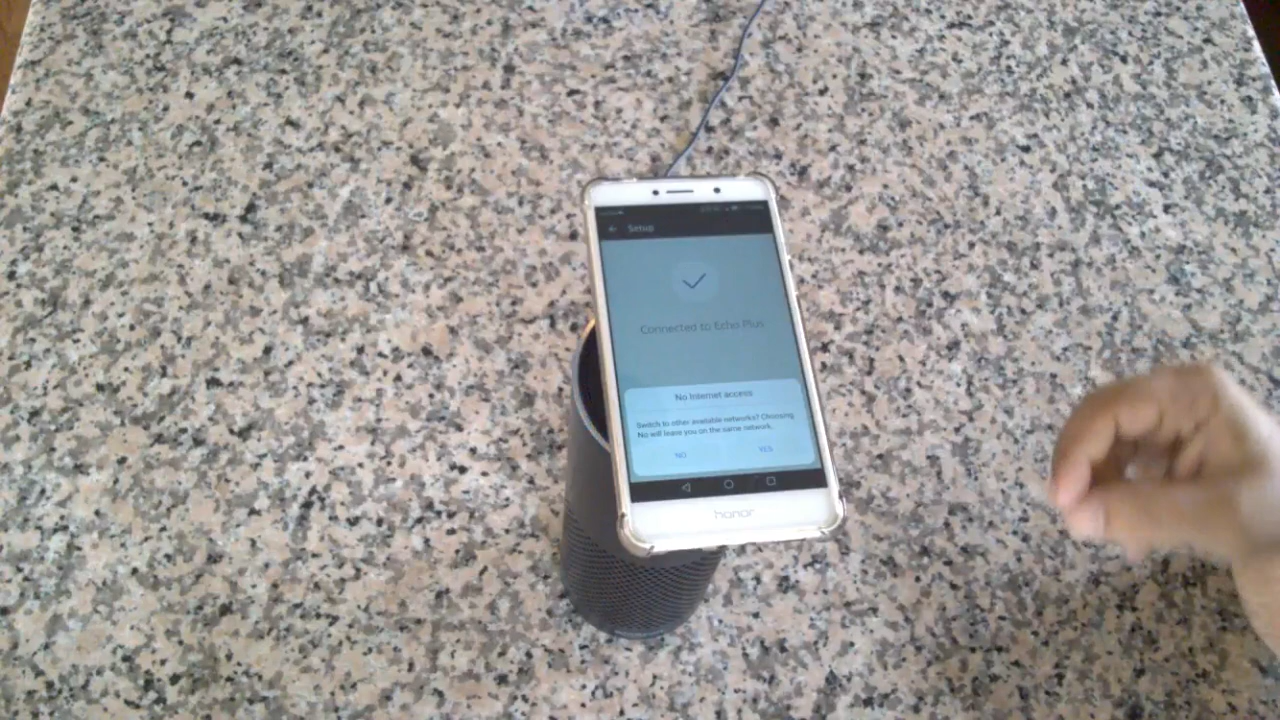 Setup
Connected to Echo Plus
No Internet access
Switch to other available networks? Choosing
No will leave you on the same network.
NO YES
honor